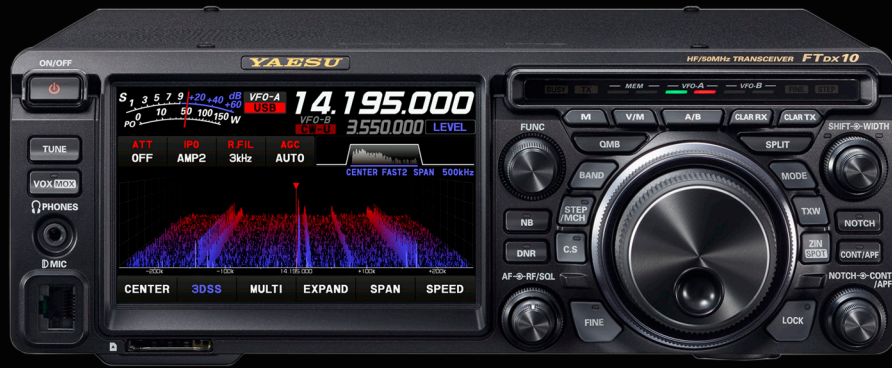 ON/OFF
YAESU
HF/50MHz TRANSCEIVER FTDX10
S 1 3 5 7 9 +20 +40 +60 dB
PO 0 10 50 100 150 W
VFO-A
USB
14.195.000
VFO-B
CW-U
3.550.000
LEVEL
ATT IPO R.FIL AGC
OFF AMP2 3kHz AUTO
CENTER FAST2 SPAN 500kHz
-200k -100k 14.195.000 +100k +200k
CENTER 3DSS MULTI EXPAND SPAN SPEED
TUNE
VOX MOX
PHONES
MIC
BUSY TX MEM VFO-A VFO-B FINE STEP
M V/M A/B CLAR RX CLAR TX
FUNC
SHIFT WIDTH
QMB SPLIT
BAND MODE
STEP
/MCH
TXW
NB NOTCH
C.S
ZIN
SPOT
DNR CONT/APF
AF RF/SQL
NOTCH CONT
/APF
FINE LOCK